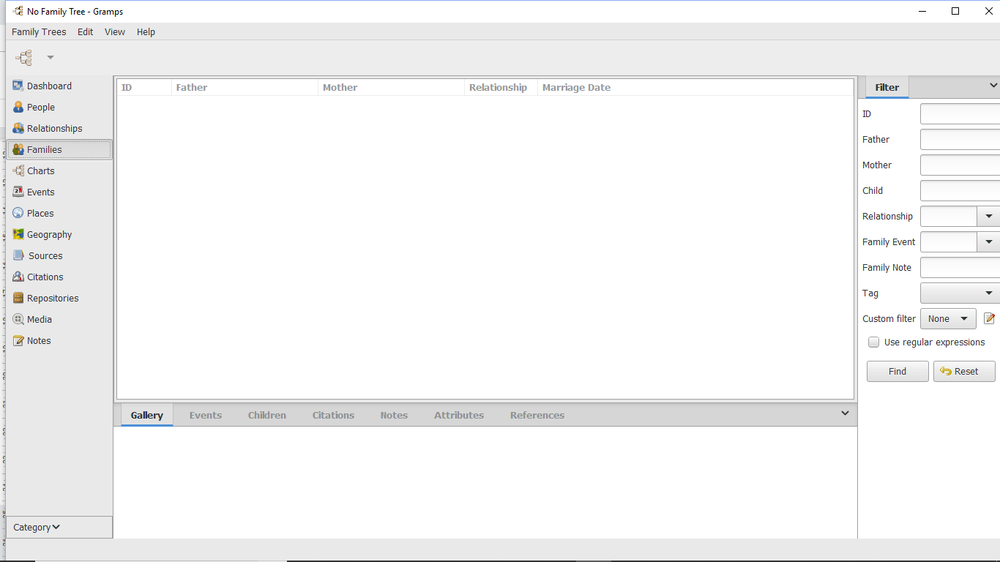 No Family Tree - Gramps
Family Trees Edit View Help
Dashboard
People
Relationships
Families
Charts
Events
Places
Geography
Sources
Citations
Repositories
Media
Notes
Category
ID Father Mother Relationship Marriage Date
Gallery Events Children Citations Notes Attributes References
Filter
ID
Father
Mother
Child
Relationship
Family Event
Family Note
Tag
Custom filter None
Use regular expressions
Find Reset